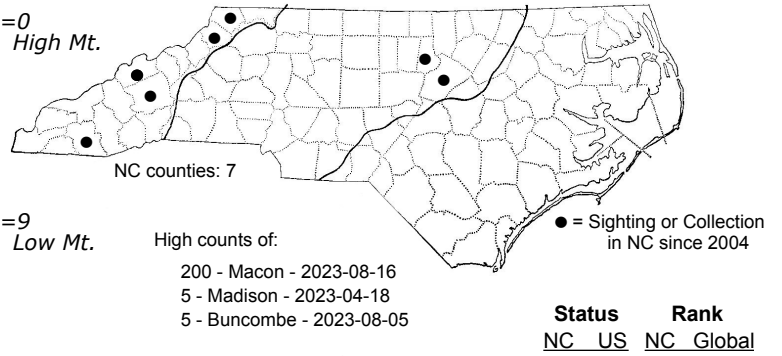 =0
High Mt.
NC counties: 7
=9
Low Mt.
High counts of:
200 - Macon - 2023-08-16
5 - Madison - 2023-04-18
5 - Buncombe - 2023-08-05
● = Sighting or Collection
in NC since 2004
Status Rank
NC US NC Global